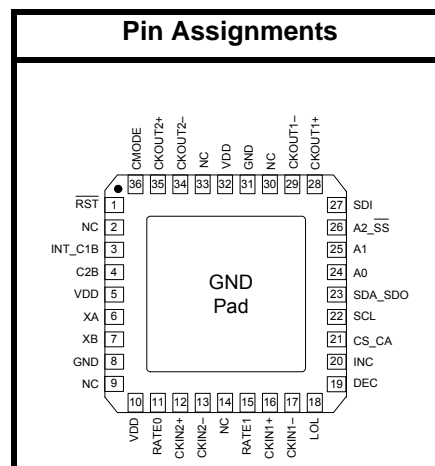 Pin Assignments
CMODE
CKOUT2+
CKOUT2–
NC
VDD
GND
NC
CKOUT1–
CKOUT1+
36 35 34 33 32 31 30 29 28
RST 1
NC 2
INT_C1B 3
C2B 4
VDD 5
XA 6
XB 7
GND 8
NC 9
GND
Pad
27 SDI
26 A2_SS
25 A1
24 A0
23 SDA_SDO
22 SCL
21 CS_CA
20 INC
19 DEC
10 11 12 13 14 15 16 17 18
VDD
RATE0
CKIN2+
CKIN2–
NC
RATE1
CKIN1+
CKIN1–
LOL